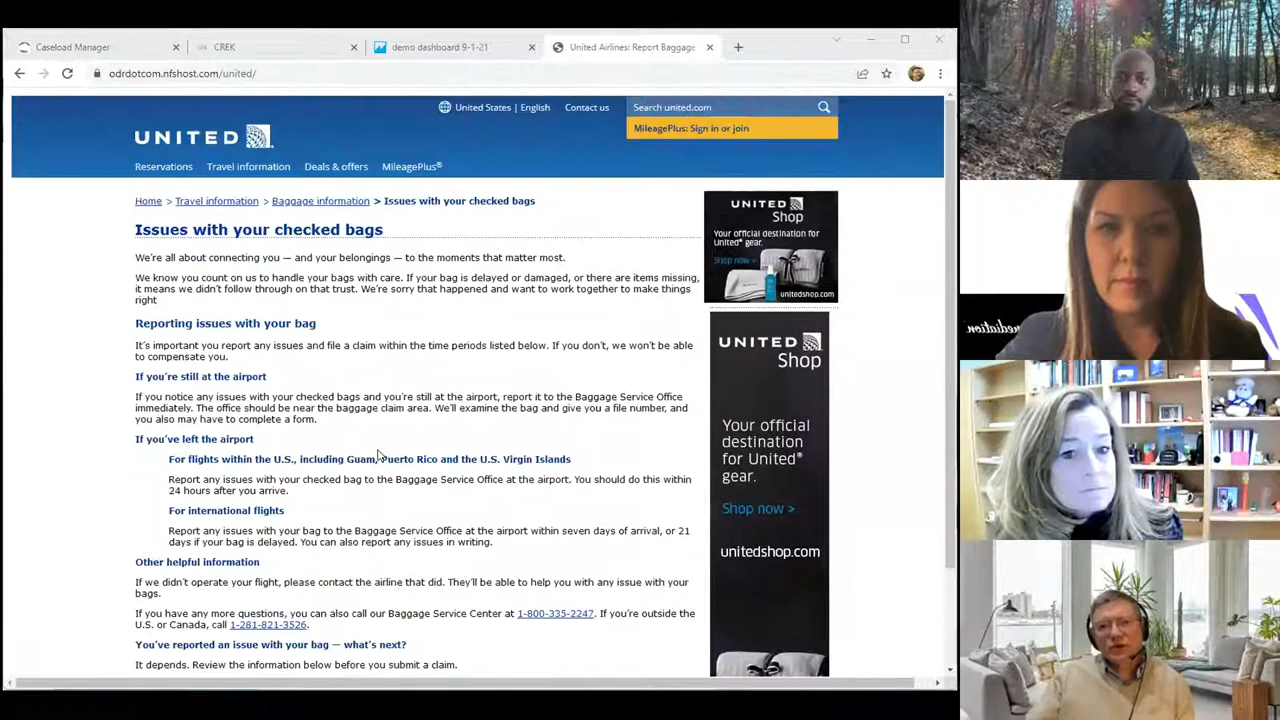 Caseload Manager
CREK
demo dashboard 9-1-21
United Airlines: Report Baggage
odrdotcom.nfshost.com/united/
United States | English
Contact us
Search united.com
MileagePlus: Sign in or join
UNITED
Reservations
Travel information
Deals & offers
MileagePlus®
Home > Travel information > Baggage information > Issues with your checked bags
Issues with your checked bags
We're all about connecting you — and your belongings — to the moments that matter most.
We know you count on us to handle your bags with care. If your bag is delayed or damaged, or there are items missing,
it means we didn't follow through on that trust. We're sorry that happened and want to work together to make things
right
Reporting issues with your bag
It's important you report any issues and file a claim within the time periods listed below. If you don't, we won't be able
to compensate you.
If you're still at the airport
If you notice any issues with your checked bags and you're still at the airport, report it to the Baggage Service Office
immediately. The office should be near the baggage claim area. We'll examine the bag and give you a file number, and
you also may have to complete a form.
If you've left the airport
For flights within the U.S., including Guam, Puerto Rico and the U.S. Virgin Islands
Report any issues with your checked bag to the Baggage Service Office at the airport. You should do this within
24 hours after you arrive.
For international flights
Report any issues with your bag to the Baggage Service Office at the airport within seven days of arrival, or 21
days if your bag is delayed. You can also report any issues in writing.
Other helpful information
If we didn't operate your flight, please contact the airline that did. They'll be able to help you with any issue with your
bags.
If you have any more questions, you can also call our Baggage Service Center at 1-800-335-2247. If you're outside the
U.S. or Canada, call 1-281-821-3526.
You've reported an issue with your bag — what's next?
It depends. Review the information below before you submit a claim.
UNITED
Shop
Your official destination for
United® gear.
Shop now >
unitedshop.com
UNITED
Shop
Your official
destination
for United®
gear.
Shop now >
unitedshop.com